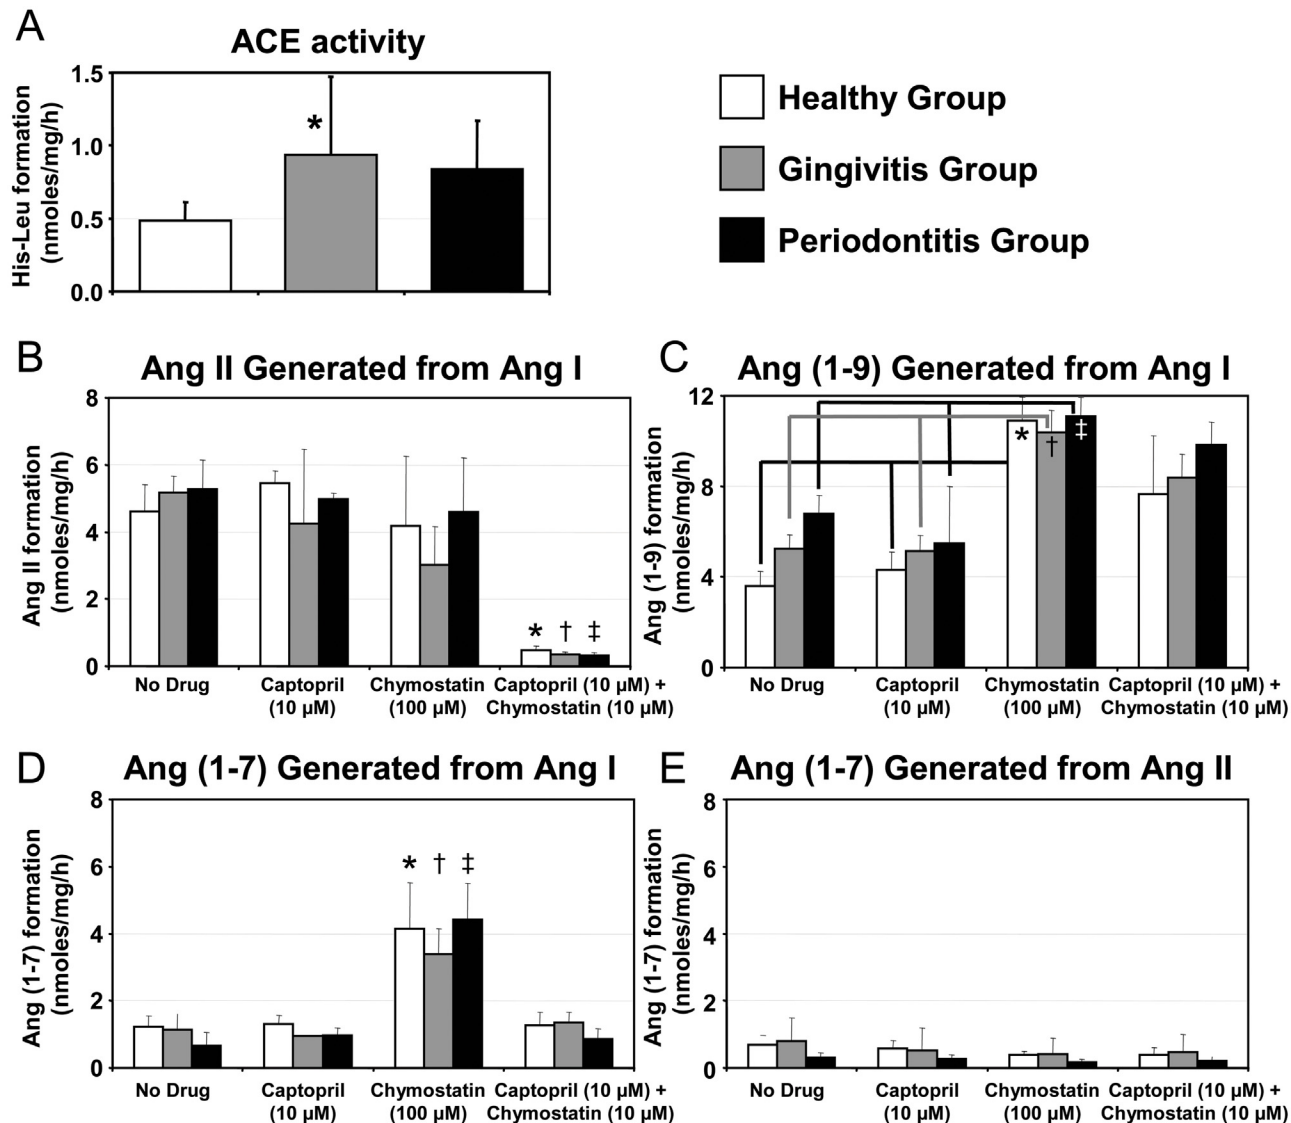 A
ACE activity
His-Leu formation
(nmoles/mg/h)
1.5
1.0
0.5
0.0
*
Healthy Group
Gingivitis Group
Periodontitis Group
B
Ang II Generated from Ang I
Ang II formation
(nmoles/mg/h)
8
6
4
2
0
* † ‡
No Drug
Captopril
(10 µM)
Chymostatin
(100 µM)
Captopril (10 µM) +
Chymostatin (10 µM)
C
Ang (1-9) Generated from Ang I
Ang (1-9) formation
(nmoles/mg/h)
12
8
4
0
* † ‡
No Drug
Captopril
(10 µM)
Chymostatin
(100 µM)
Captopril (10 µM) +
Chymostatin (10 µM)
D
Ang (1-7) Generated from Ang I
Ang (1-7) formation
(nmoles/mg/h)
8
6
4
2
0
* † ‡
No Drug
Captopril
(10 µM)
Chymostatin
(100 µM)
Captopril (10 µM) +
Chymostatin (10 µM)
E
Ang (1-7) Generated from Ang II
Ang (1-7) formation
(nmoles/mg/h)
8
6
4
2
0
No Drug
Captopril
(10 µM)
Chymostatin
(100 µM)
Captopril (10 µM) +
Chymostatin (10 µM)